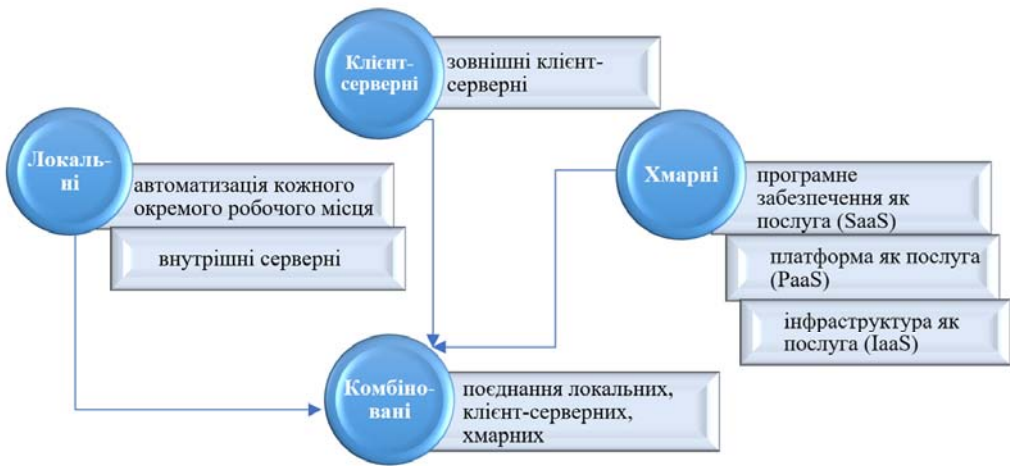 Клієнт-
серверні
зовнішні клієнт-
серверні
Локаль-
ні
автоматизація кожного
окремого робочого місця
внутрішні серверні
Хмарні
програмне
забезпечення як
послуга (SaaS)
платформа як послуга
(PaaS)
інфраструктура як
послуга (IaaS)
Комбіно-
вані
поєднання локальних,
клієнт-серверних,
хмарних